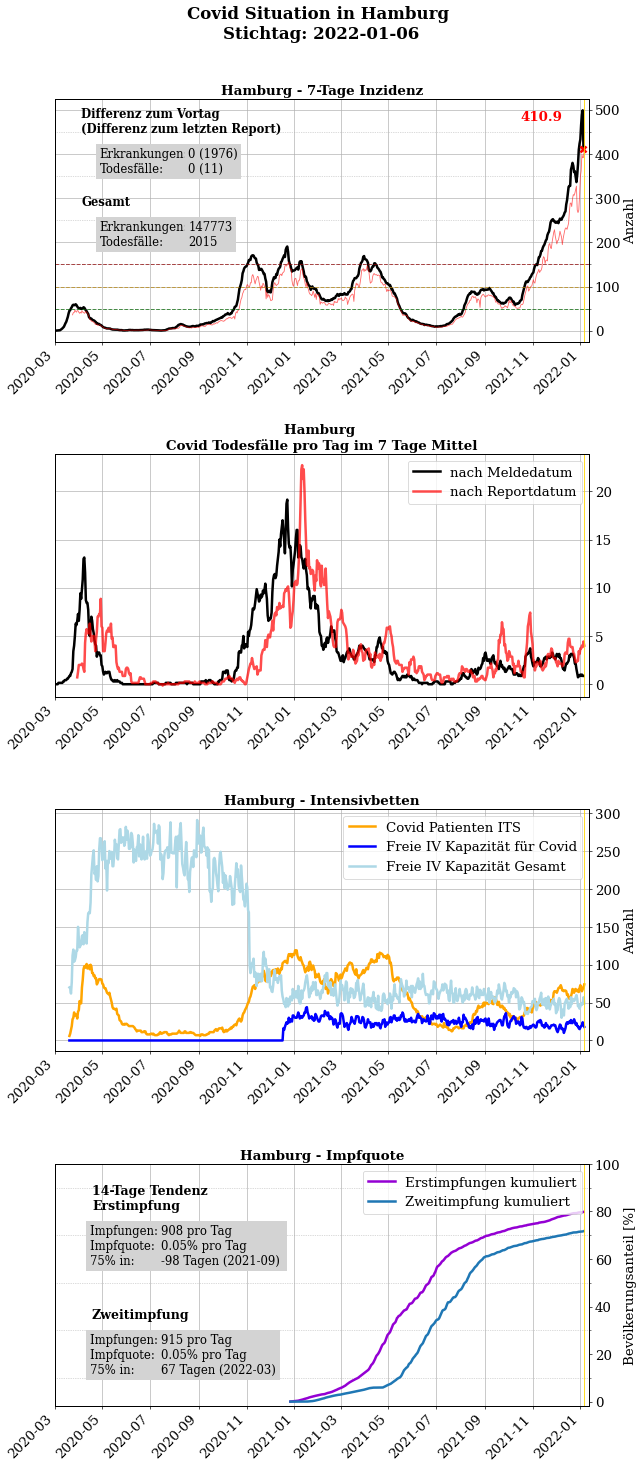 Covid Situation in Hamburg
Stichtag: 2022-01-06
Hamburg - 7-Tage Inzidenz
Differenz zum Vortag
(Differenz zum letzten Report)
Erkrankungen 0 (1976)
Todesfälle: 0 (11)
Gesamt
Erkrankungen 147773
Todesfälle: 2015
410.9
500
400
300
200
100
0
Anzahl
2020-03
2020-05
2020-07
2020-09
2020-11
2021-01
2021-03
2021-05
2021-07
2021-09
2021-11
2022-01
Hamburg
Covid Todesfälle pro Tag im 7 Tage Mittel
nach Meldedatum
nach Reportdatum
20
15
10
5
0
2020-03
2020-05
2020-07
2020-09
2020-11
2021-01
2021-03
2021-05
2021-07
2021-09
2021-11
2022-01
Hamburg - Intensivbetten
Covid Patienten ITS
Freie IV Kapazität für Covid
Freie IV Kapazität Gesamt
300
250
200
150
100
50
0
Anzahl
2020-03
2020-05
2020-07
2020-09
2020-11
2021-01
2021-03
2021-05
2021-07
2021-09
2021-11
2022-01
Hamburg - Impfquote
14-Tage Tendenz
Erstimpfung
Impfungen: 908 pro Tag
Impfquote: 0.05% pro Tag
75% in: -98 Tagen (2021-09)
Zweitimpfung
Impfungen: 915 pro Tag
Impfquote: 0.05% pro Tag
75% in: 67 Tagen (2022-03)
Erstimpfungen kumuliert
Zweitimpfung kumuliert
100
80
60
40
20
0
Bevölkerungsanteil [%]
2020-03
2020-05
2020-07
2020-09
2020-11
2021-01
2021-03
2021-05
2021-07
2021-09
2021-11
2022-01